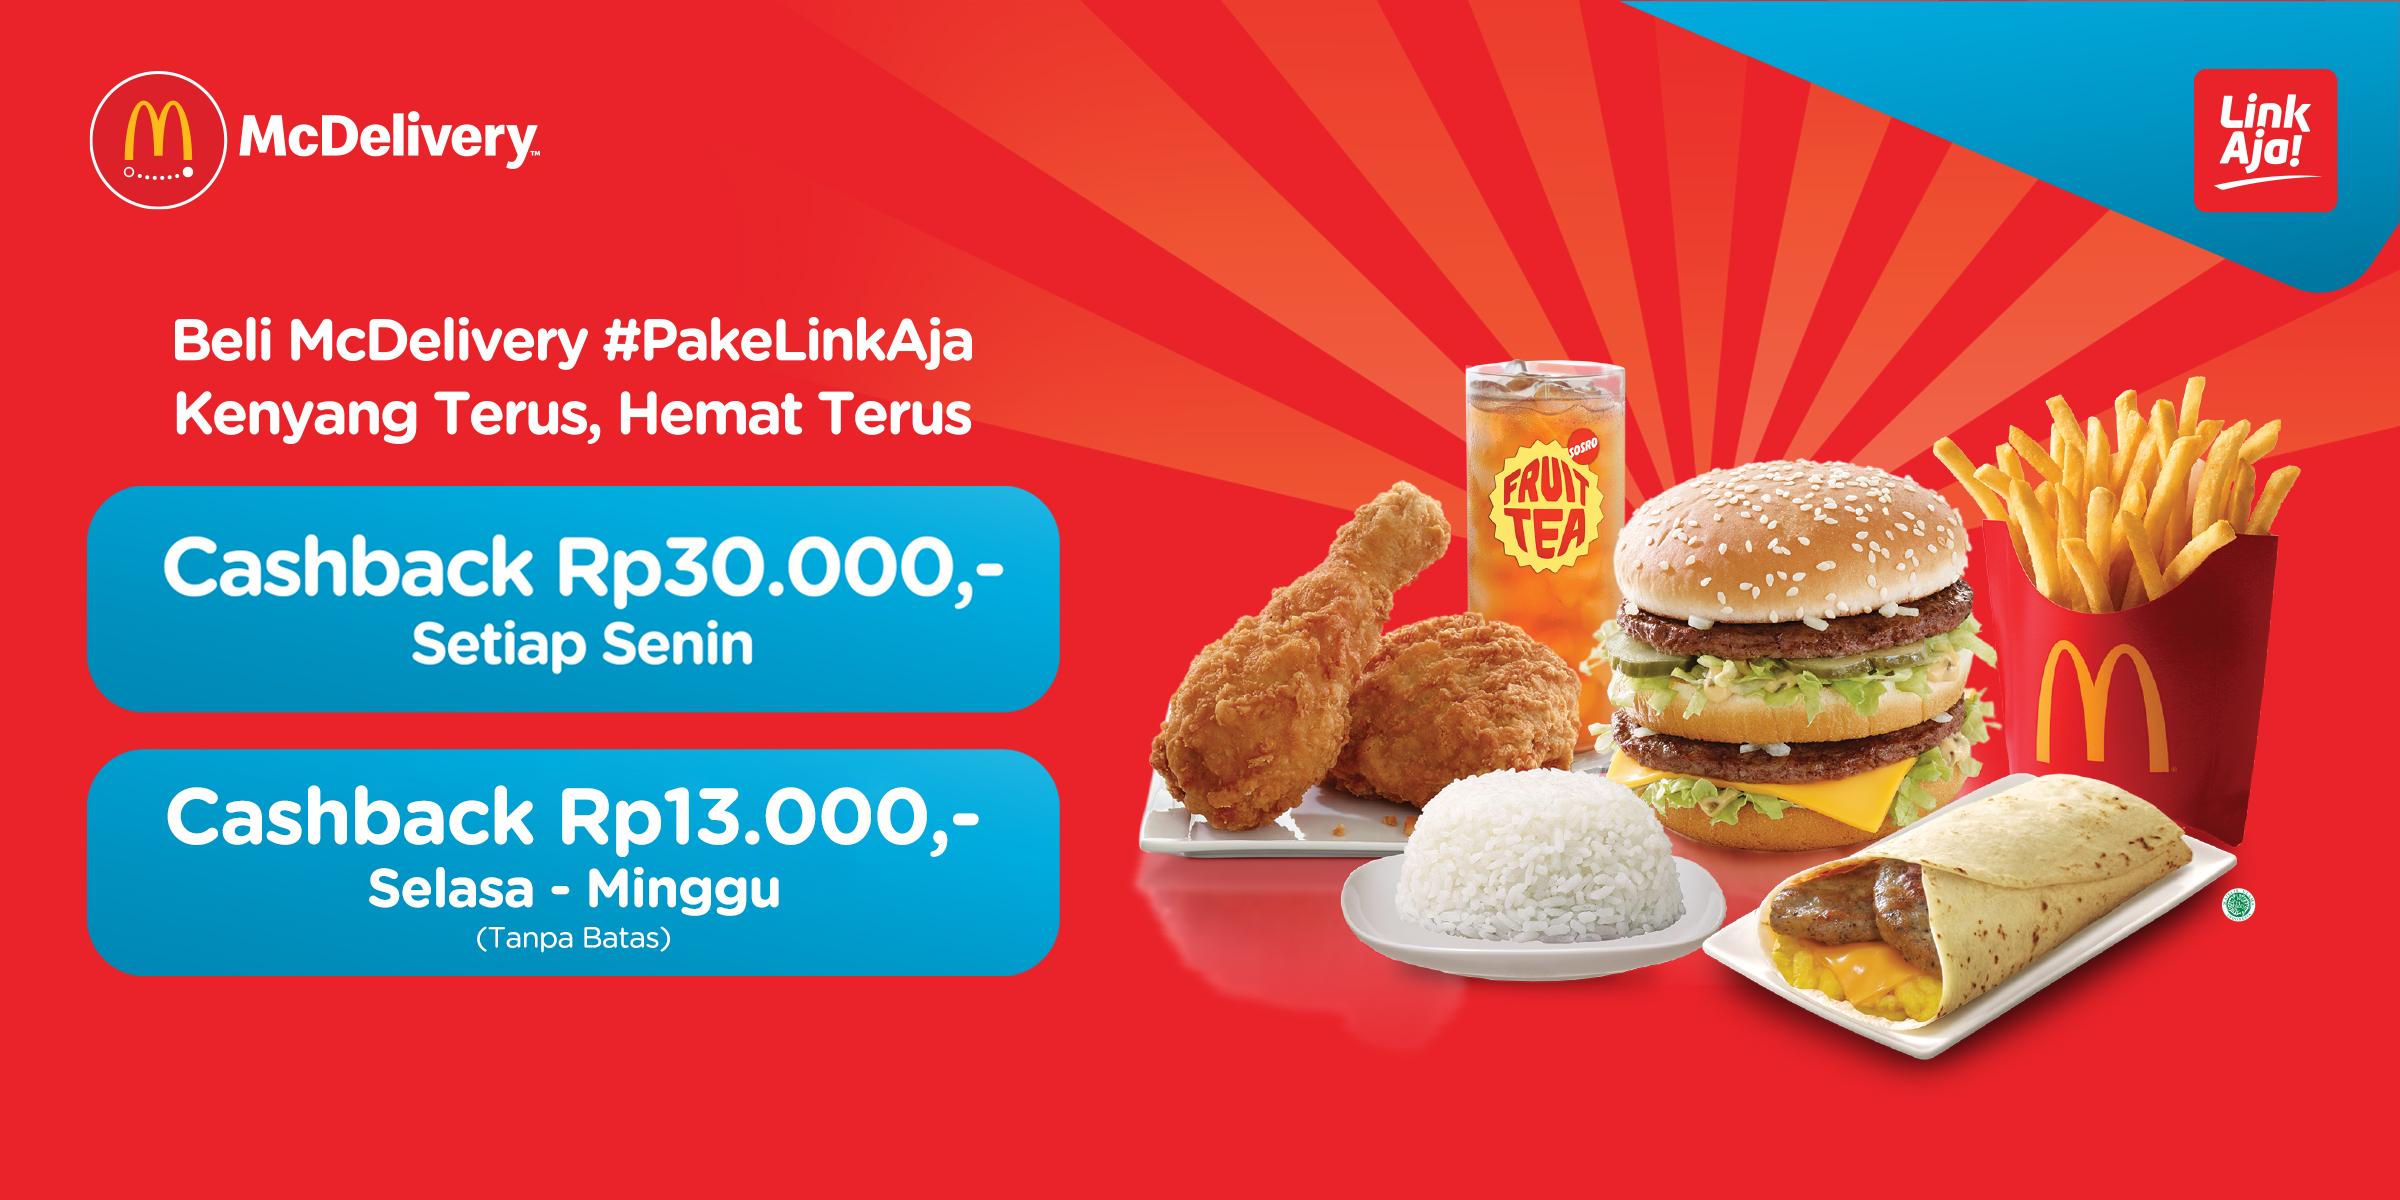 McDelivery™
Link
Aja!
Beli McDelivery #PakeLinkAja
Kenyang Terus, Hemat Terus
Cashback Rp30.000,-
Setiap Senin
Cashback Rp13.000,-
Selasa - Minggu
(Tanpa Batas)
SOSRO
FRUIT
TEA